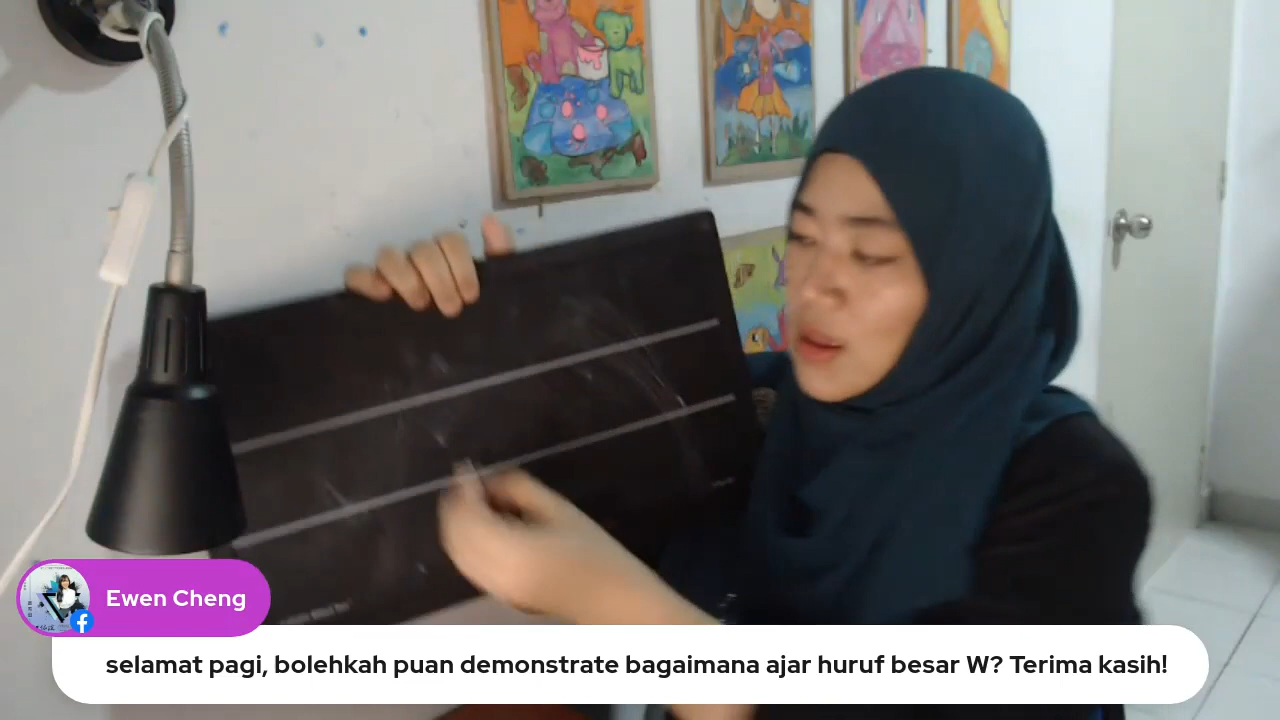 Ewen Cheng
selamat pagi, bolehkah puan demonstrate bagaimana ajar huruf besar W? Terima kasih!